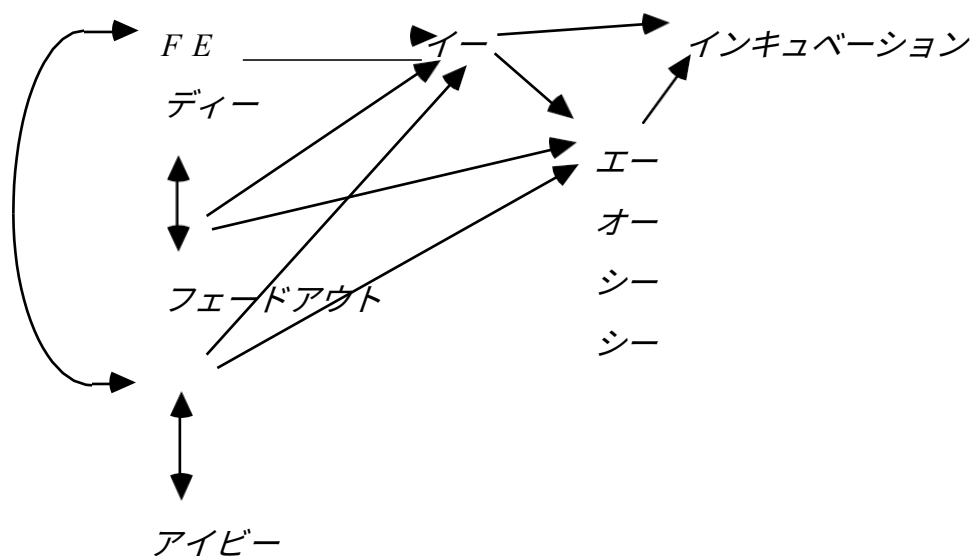 F E
イー
インキュベーション
ディー
エー
オー
シー
シー
フェードアウト
アイビー